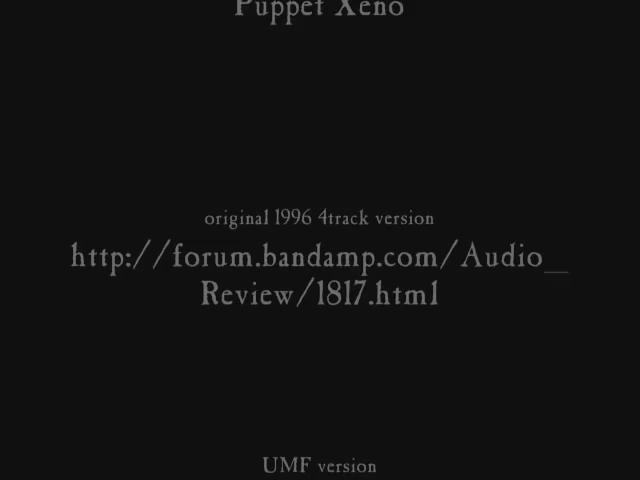 Puppet Xeno
original 1996 4track version
http://forum.bandamp.com/Audio_
Review/1817.html
UMF version